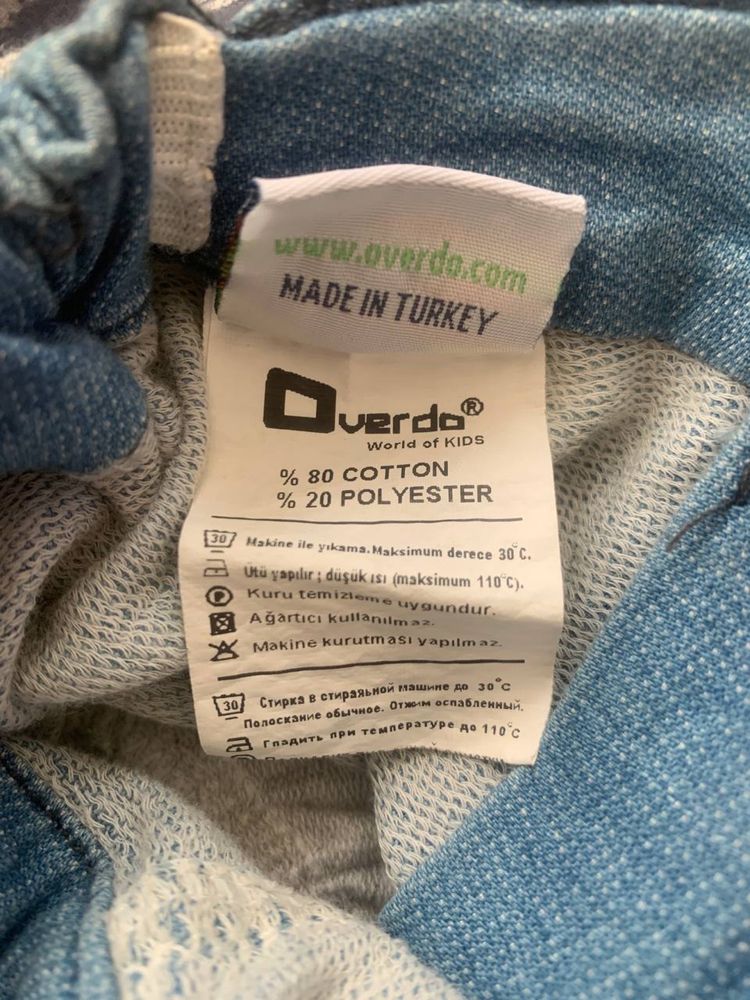 www.overdo.com
MADE IN TURKEY
Overdo®
World of KIDS
% 80 COTTON
% 20 POLYESTER
30 Makine ile yıkama. Maksimum derece 30°C.
Ütü yapılır ; düşük ısı (maksimum 110°C).
P Kuru temizleme uygundur.
Ağartıcı kullanılmaz.
Makine kurutması yapılmaz.
30 Стирка в стиральной машине до 30°C
Полоскание обычное. Отжим ослабленный.
Гладить при температуре до 110°C